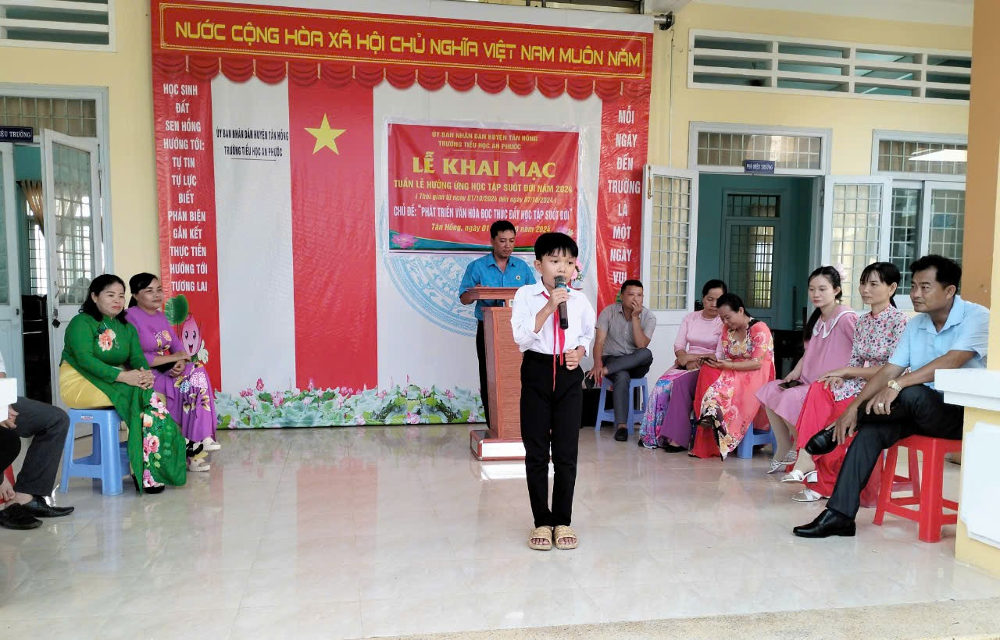 NƯỚC CỘNG HÒA XÃ HỘI CHỦ NGHĨA VIỆT NAM MUÔN NĂM
HỌC SINH
ĐẤT
SEN HỒNG
HƯỚNG TỚI:
TỰ TIN
TỰ LỰC
BIẾT
PHẢN BIỆN
GẮN KẾT
THỰC TIỄN
HƯỚNG TỚI
TƯƠNG LAI
ỦY BAN NHÂN DÂN HUYỆN TÂN HỒNG
TRƯỜNG TIỂU HỌC AN PHƯỚC
ỦY BAN NHÂN DÂN HUYỆN TÂN HỒNG
TRƯỜNG TIỂU HỌC AN PHƯỚC
LỄ KHAI MẠC
TUẦN LỄ HƯỞNG ỨNG HỌC TẬP SUỐT ĐỜI NĂM 2024
( Thời gian từ ngày 01/10/2024 đến ngày 07/10/2024 )
CHỦ ĐỀ: "PHÁT TRIỂN VĂN HÓA ĐỌC THÚC ĐẨY HỌC TẬP SUỐT ĐỜI"
Tân Hồng, ngày 2024
MỖI
NGÀY
ĐẾN
TRƯỜNG
LÀ
MỘT
NGÀY
VUI
PHÓ HIỆU TRƯỞNG